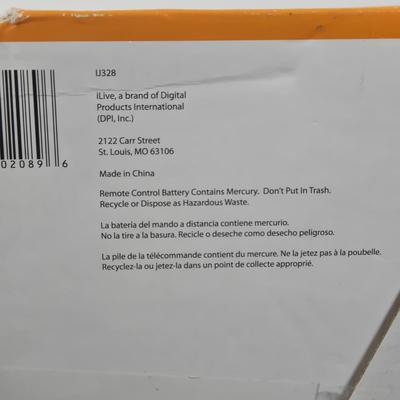 IJ328
iLive, a brand of Digital
Products International
(DPI, Inc.)
2122 Carr Street
St. Louis, MO 63106
02089 6
Made in China
Remote Control Battery Contains Mercury. Don't Put In Trash.
Recycle or Dispose as Hazardous Waste.
La bateria del mando a distancia contiene mercurio.
No la tire a la basura. Recicle o deseche como desecho peligroso.
La pile de la télécommande contient du mercure. Ne la jetez pas à la poubelle.
Recyclez-la ou jetez-la dans un point de collecte approprié.